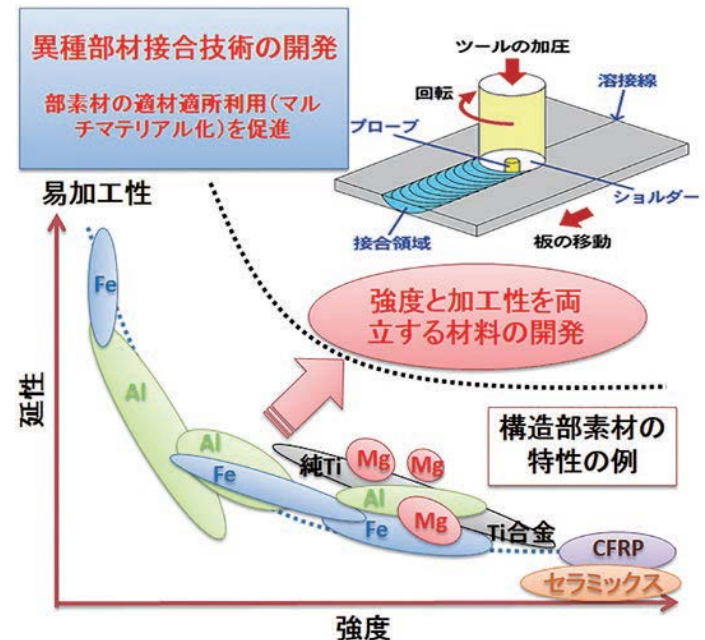 異種部材接合技術の開発
部素材の適材適所利用(マル
チマテリアル化)を促進
ツールの加圧
回転
溶接線
プローブ
ショルダー
接合領域
板の移動
易加工性
強度と加工性を両
立する材料の開発
構造部素材の
特性の例
延性
Fe
Al
Al
Fe
純Ti
Mg
Mg
Al
Mg
Fe
Ti合金
CFRP
セラミックス
強度